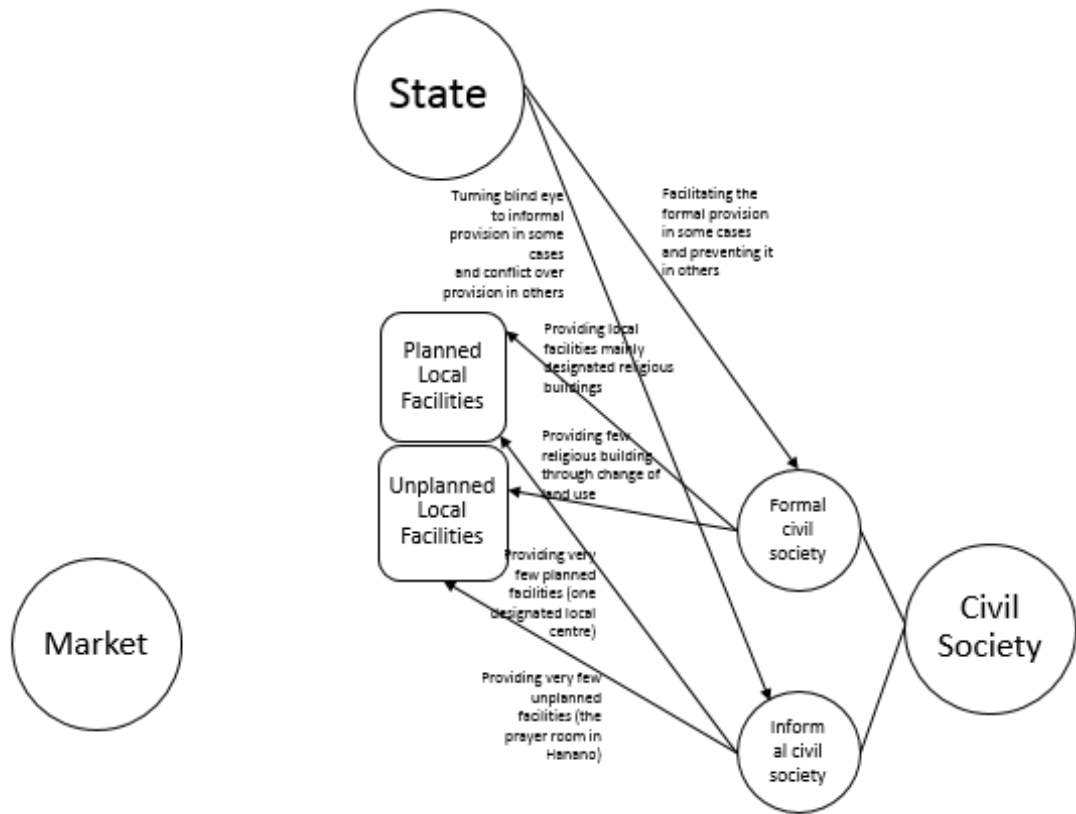 State
Turning blind eye
to informal
provision in some
cases
and conflict over
provision in others
Facilitating the
formal provision
in some cases
and preventing it
in others
Planned
Local
Facilities
Providing local
facilities mainly
designated religious
buildings
Unplanned
Local
Facilities
Providing few
religious building
through change of
land use
Providing very
few planned
facilities (one
designated local
centre)
Providing very few
unplanned
facilities (the
prayer room in
Hanano)
Formal
civil
society
Inform
al civil
society
Civil
Society
Market